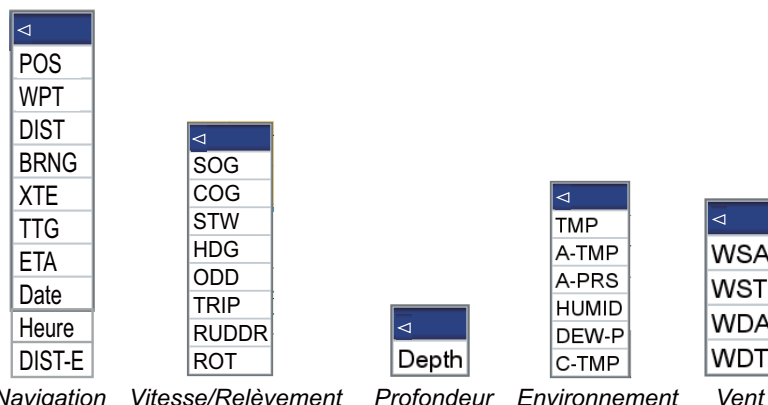 ◁
POS
WPT
DIST
BRNG
XTE
TTG
ETA
Date
Heure
DIST-E
Navigation
◁
SOG
COG
STW
HDG
ODD
TRIP
RUDDR
ROT
Vitesse/Relèvement
◁
Depth
Profondeur
◁
TMP
A-TMP
A-PRS
HUMID
DEW-P
C-TMP
Environnement
◁
WSA
WST
WDA
WDT
Vent